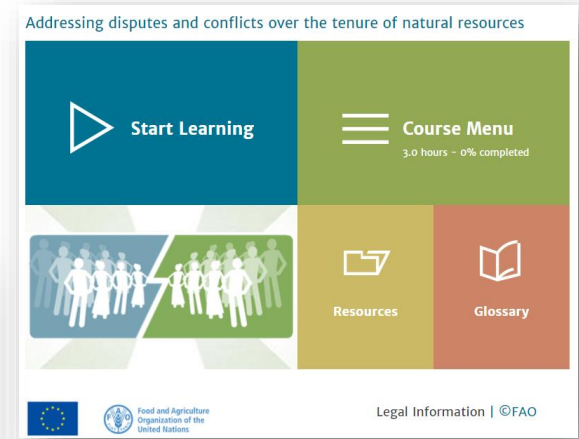 Addressing disputes and conflicts over the tenure of natural resources
Start Learning
Course Menu
3.0 hours - 0% completed
Resources
Glossary
FAO
Food and Agriculture
Organization of the
United Nations
Legal Information | ©FAO